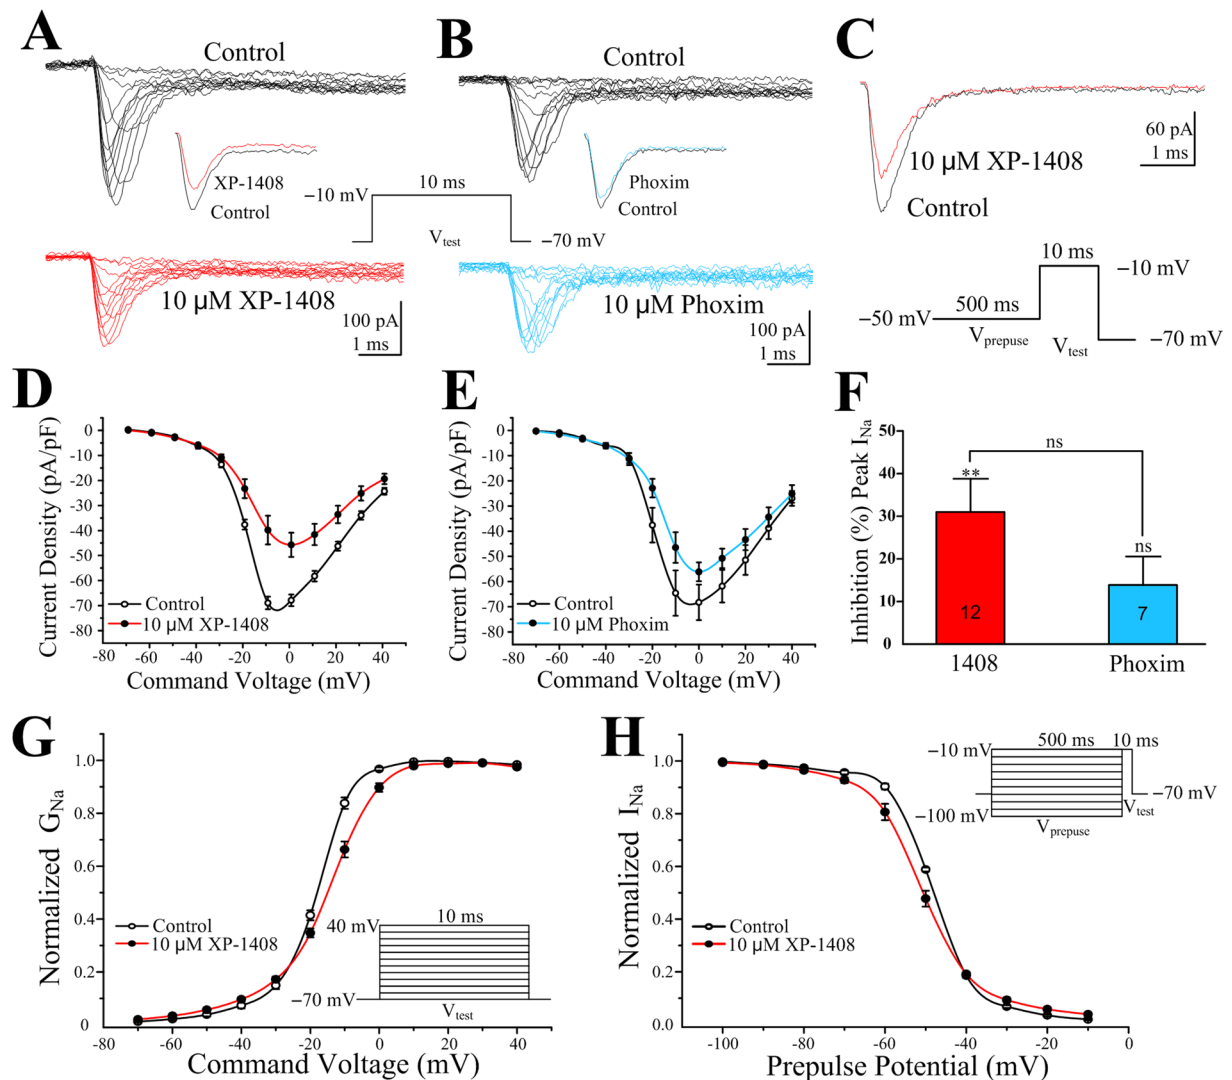 A
Control
XP-1408
Control
10 µM XP-1408
100 pA
1 ms
−10 mV
10 ms
Vtest
−70 mV
B
Control
Phoxim
Control
10 µM Phoxim
100 pA
1 ms
C
10 µM XP-1408
Control
60 pA
1 ms
10 ms
−10 mV
−50 mV
500 ms
Vprepuse
Vtest
−70 mV
D
Current Density (pA/pF)
0
-10
-20
-30
-40
-50
-60
-70
-80
Control
10 µM XP-1408
-80 -60 -40 -20 0 20 40
Command Voltage (mV)
E
Current Density (pA/pF)
0
-10
-20
-30
-40
-50
-60
-70
-80
Control
10 µM Phoxim
-80 -60 -40 -20 0 20 40
Command Voltage (mV)
F
Inhibition (%) Peak INa
50
40
30
20
10
0
ns
**
ns
12
7
1408
Phoxim
G
Normalized GNa
1.0
0.8
0.6
0.4
0.2
0
Control
10 µM XP-1408
40 mV
10 ms
−70 mV
Vtest
-80 -60 -40 -20 0 20 40
Command Voltage (mV)
H
Normalized INa
1.0
0.8
0.6
0.4
0.2
0.0
Control
10 µM XP-1408
−10 mV
500 ms
10 ms
−70 mV
−100 mV
Vtest
Vprepuse
-100 -80 -60 -40 -20 0
Prepulse Potential (mV)